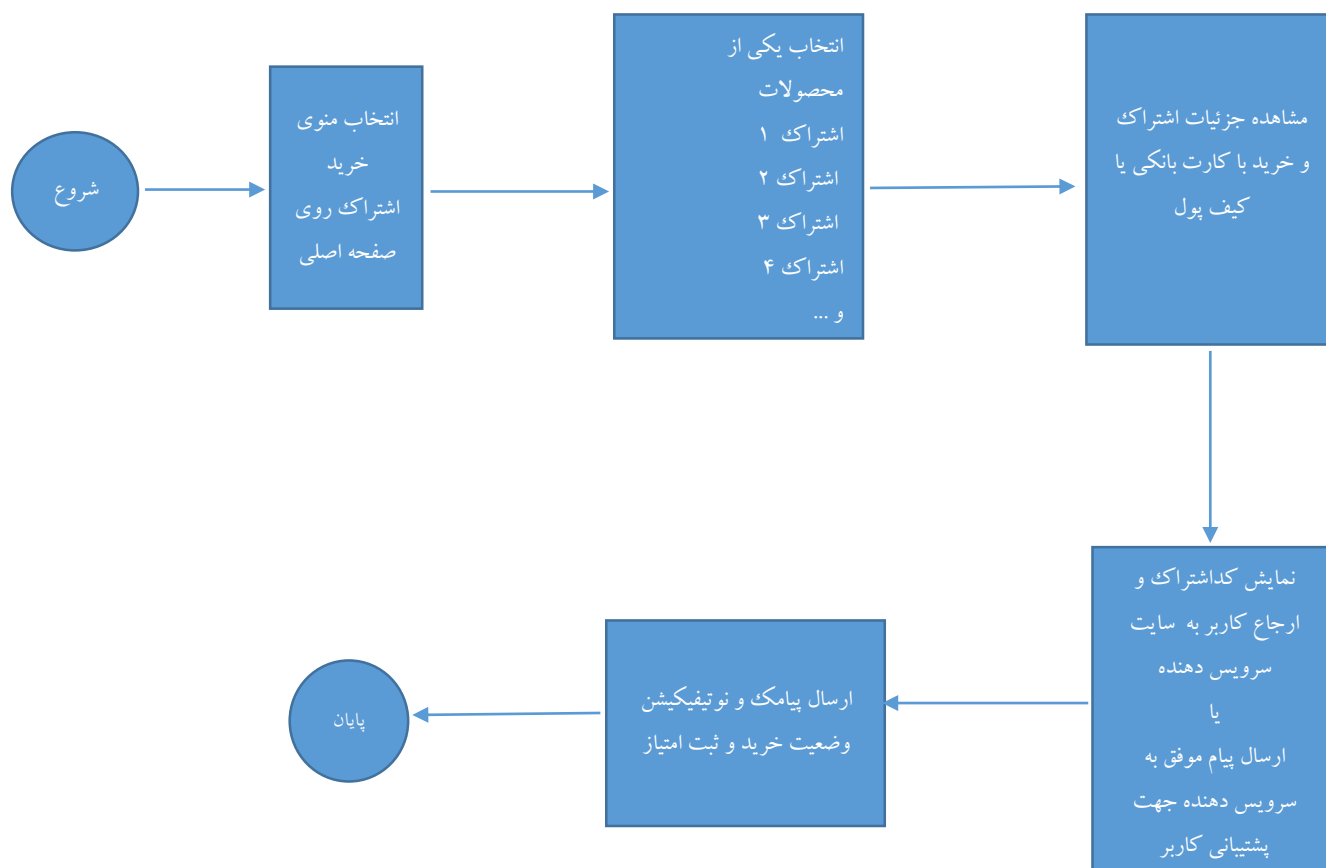 شروع
انتخاب منوی
خرید
اشتراک روی
صفحه اصلی
انتخاب یکی از
محصولات
اشتراک ۱
اشتراک ۲
اشتراک ۳
اشتراک ۴
و ...
مشاهده جزئیات اشتراک
و خرید با کارت بانکی یا
کیف پول
نمایش کداشتراک و
ارجاع کاربر به سایت
سرویس دهنده
یا
ارسال پیام موفق به
سرویس دهنده جهت
پشتیبانی کاربر
ارسال پیامک و نوتیفیکیشن
وضعیت خرید و ثبت امتیاز
پایان